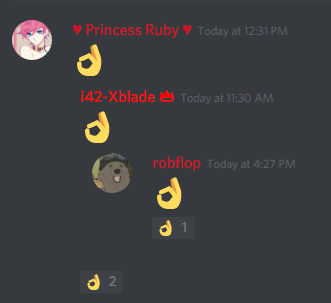 ♥ Princess Ruby ♥ Today at 12:31 PM
👌
i42-Xblade Today at 11:30 AM
👌
robflop Today at 4:27 PM
👌
👌 1
👌 2